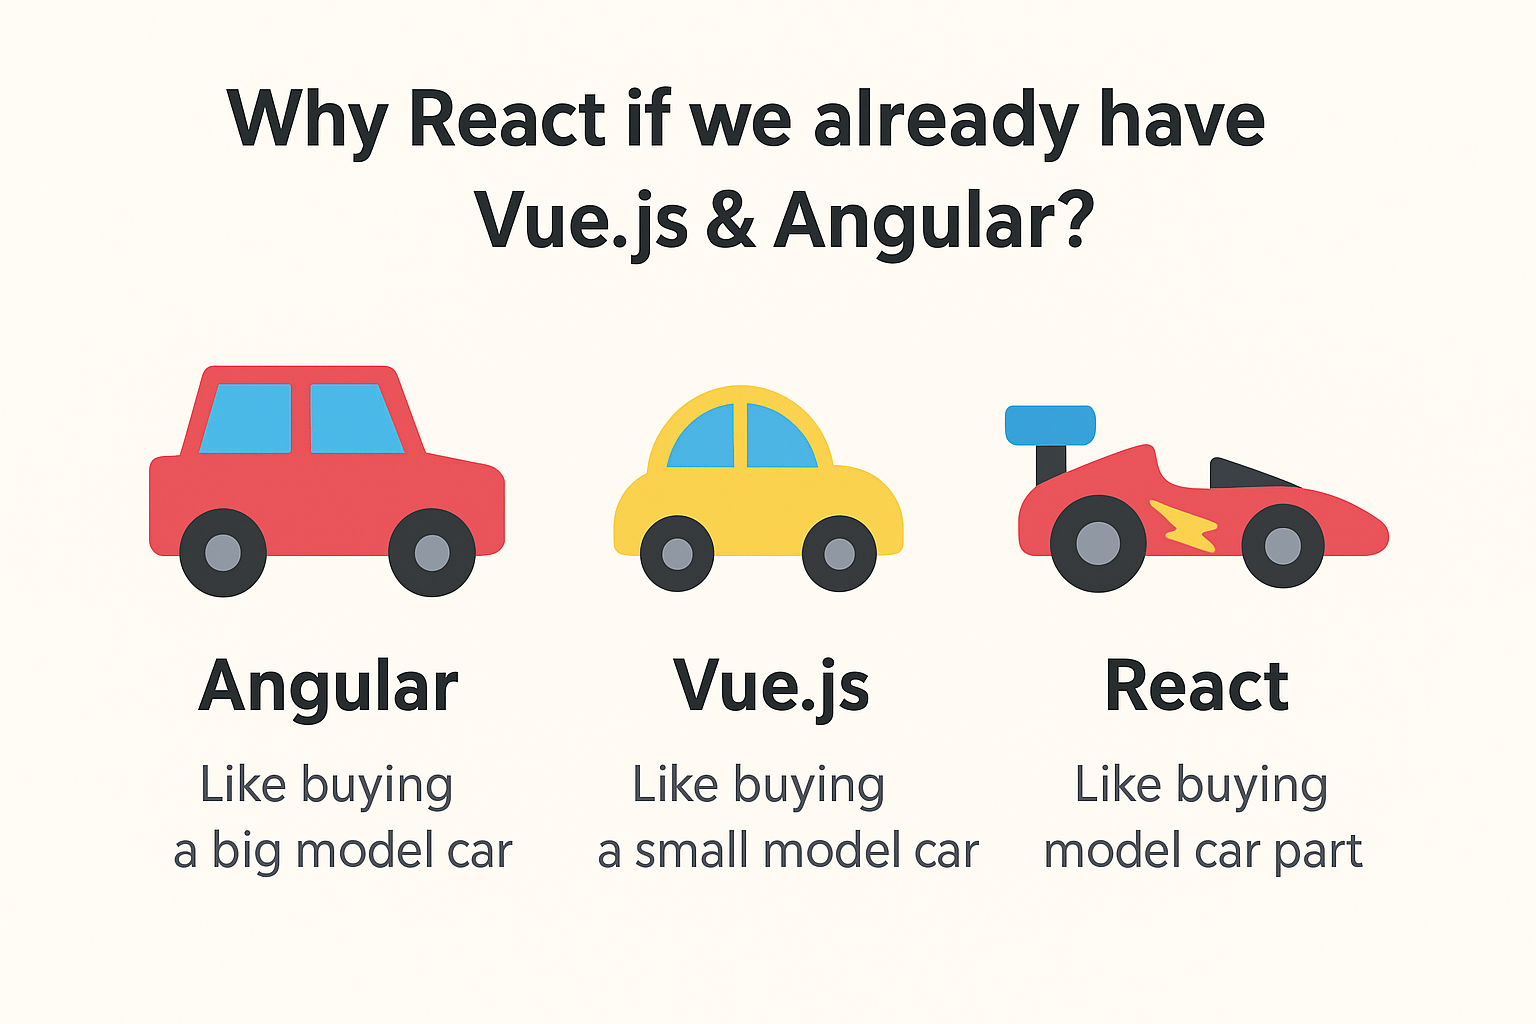 Why React if we already have
Vue.js & Angular?
Angular
Like buying
a big model car
Vue.js
Like buying
a small model car
React
Like buying
model car part